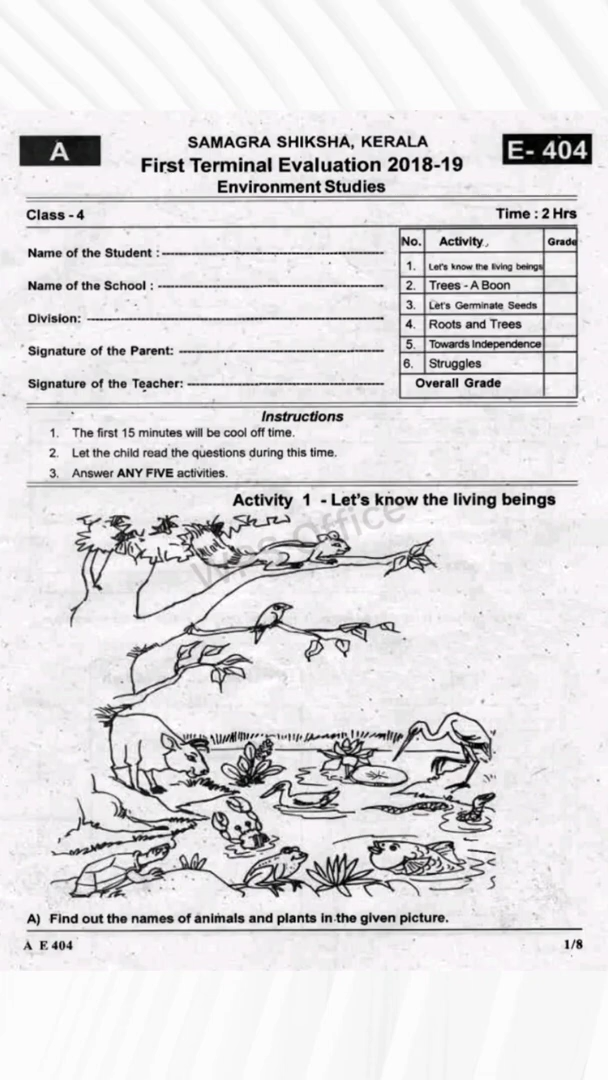 A
SAMAGRA SHIKSHA, KERALA
E- 404
First Terminal Evaluation 2018-19
Environment Studies
Class - 4
Time : 2 Hrs
Name of the Student :
Name of the School :
Division:
Signature of the Parent:
Signature of the Teacher:
No. Activity Grade
1. Let's know the living beings
2. Trees - A Boon
3. Let's Germinate Seeds
4. Roots and Trees
5. Towards Independence
6. Struggles
Overall Grade
Instructions
1. The first 15 minutes will be cool off time.
2. Let the child read the questions during this time.
3. Answer ANY FIVE activities.
Activity 1 - Let's know the living beings
Office
A) Find out the names of animals and plants in the given picture.
A E 404
1/8